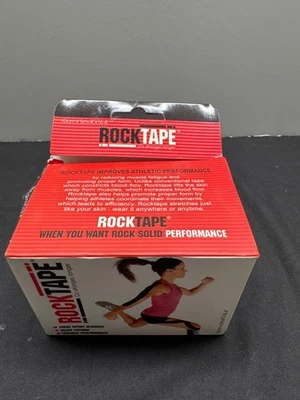 ROCKTAPE
ROCKTAPE IMPROVES ATHLETIC PERFORMANCE
by reducing muscle fatigue and
promoting proper form. Unlike conventional tape
which constricts blood flow, Rocktape lifts the skin
away from muscles, which increases blood flow.
Rocktape also helps promote proper form by
helping athletes coordinate their movements,
which leads to efficiency. Rocktape stretches just
like your skin - wear it anywhere or anytime.
ROCKTAPE®
WHEN YOU WANT ROCK-SOLID PERFORMANCE
ROCKTAPE